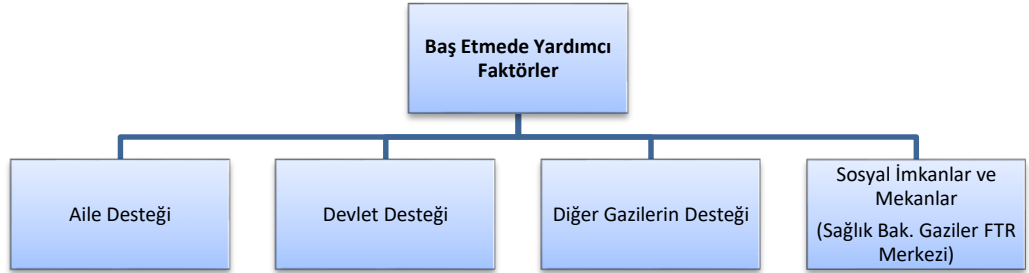 Baş Etmede Yardımcı
Faktörler
Aile Desteği
Devlet Desteği
Diğer Gazilerin Desteği
Sosyal İmkanlar ve
Mekanlar
(Sağlık Bak. Gaziler FTR
Merkezi)